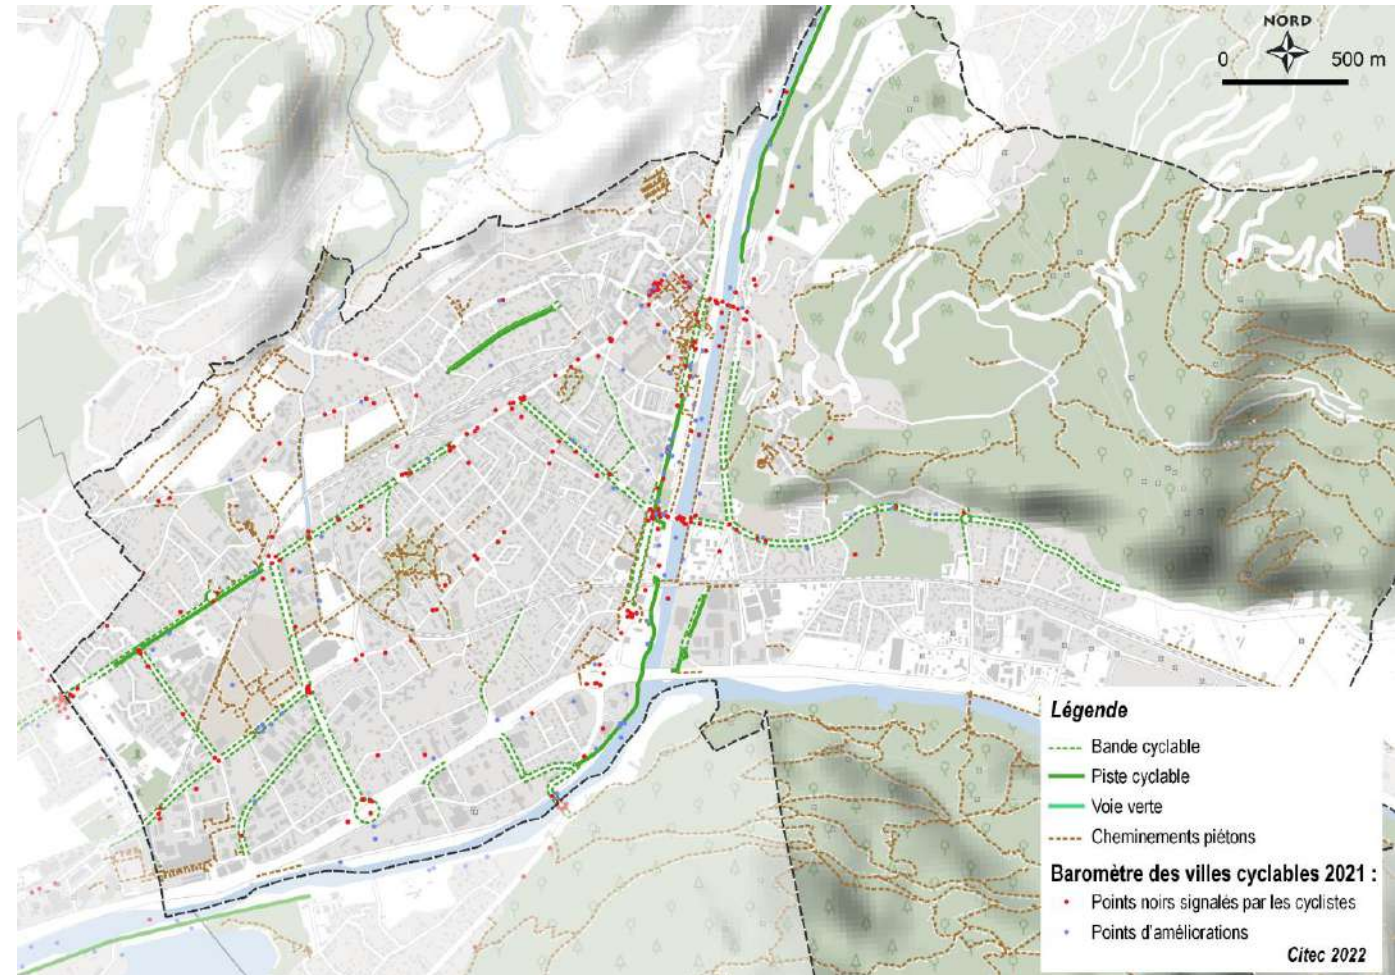 NORD
0 500 m
Légende
Bande cyclable
Piste cyclable
Voie verte
Cheminements piétons
Baromètre des villes cyclables 2021 :
Points noirs signalés par les cyclistes
Points d'améliorations
Citec 2022